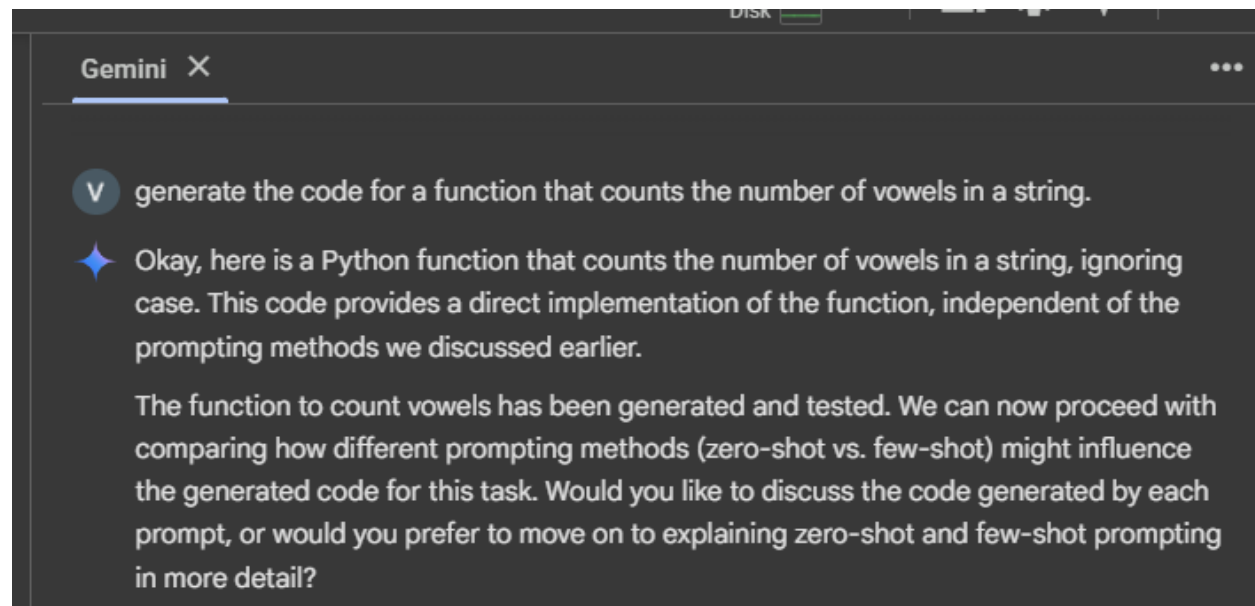 Disk
Gemini
V
generate the code for a function that counts the number of vowels in a string.
Okay, here is a Python function that counts the number of vowels in a string, ignoring
case. This code provides a direct implementation of the function, independent of the
prompting methods we discussed earlier.
The function to count vowels has been generated and tested. We can now proceed with
comparing how different prompting methods (zero-shot vs. few-shot) might influence
the generated code for this task. Would you like to discuss the code generated by each
prompt, or would you prefer to move on to explaining zero-shot and few-shot prompting
in more detail?